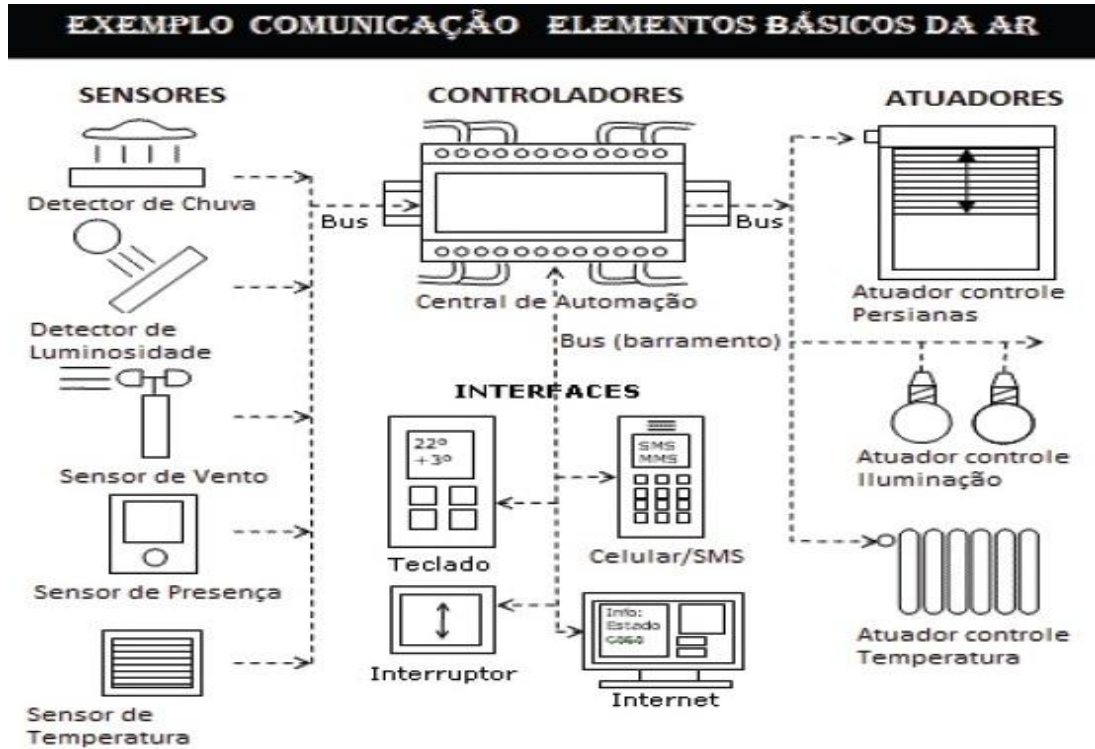 EXEMPLO COMUNICAÇÃO ELEMENTOS BÁSICOS DA AR
SENSORES
Detector de Chuva
Detector de
Luminosidade
Sensor de Vento
Sensor de Presença
Sensor de
Temperatura
CONTROLADORES
Bus
Bus
Central de Automação
Bus (barramento)
INTERFACES
22º
+3º
Teclado
SMS
MMS
Celular/SMS
Interruptor
Info:
Estado
Internet
ATUADORES
Atuador controle
Persianas
Atuador controle
Iluminação
Atuador controle
Temperatura